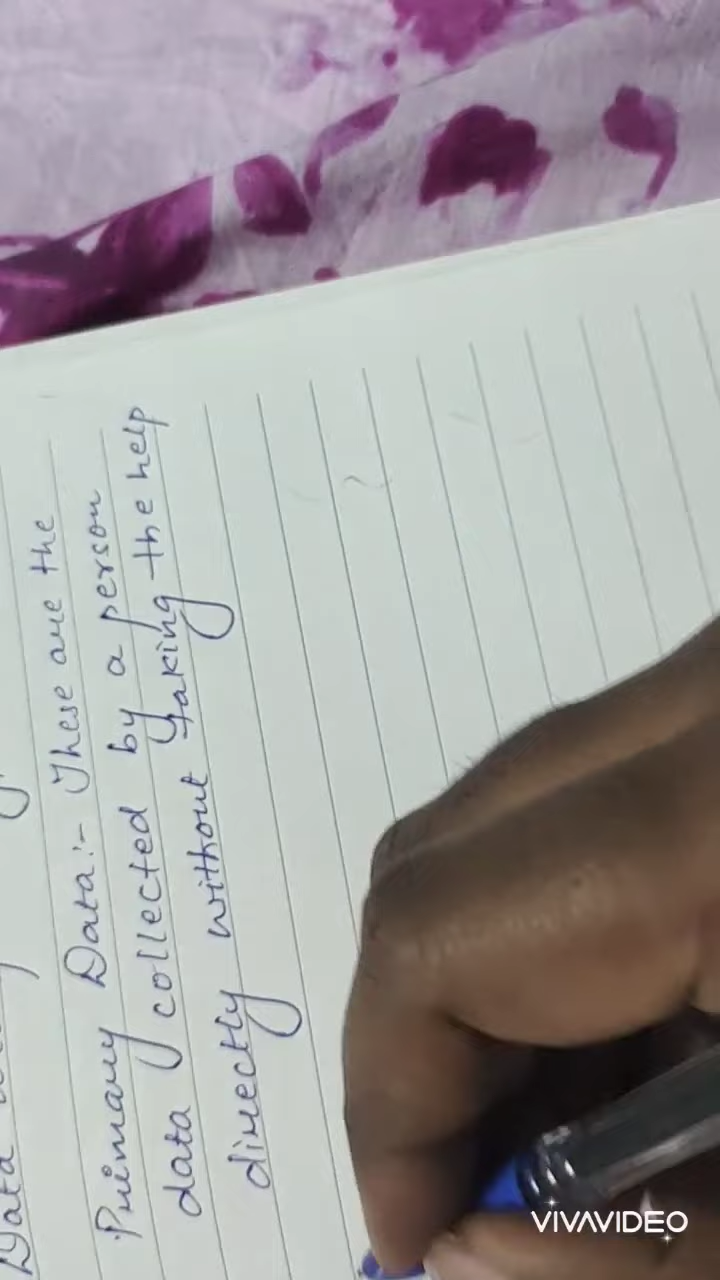 Data
Primary Data:- These are the
data collected by a person
directly without taking the help
VIVAVIDEO